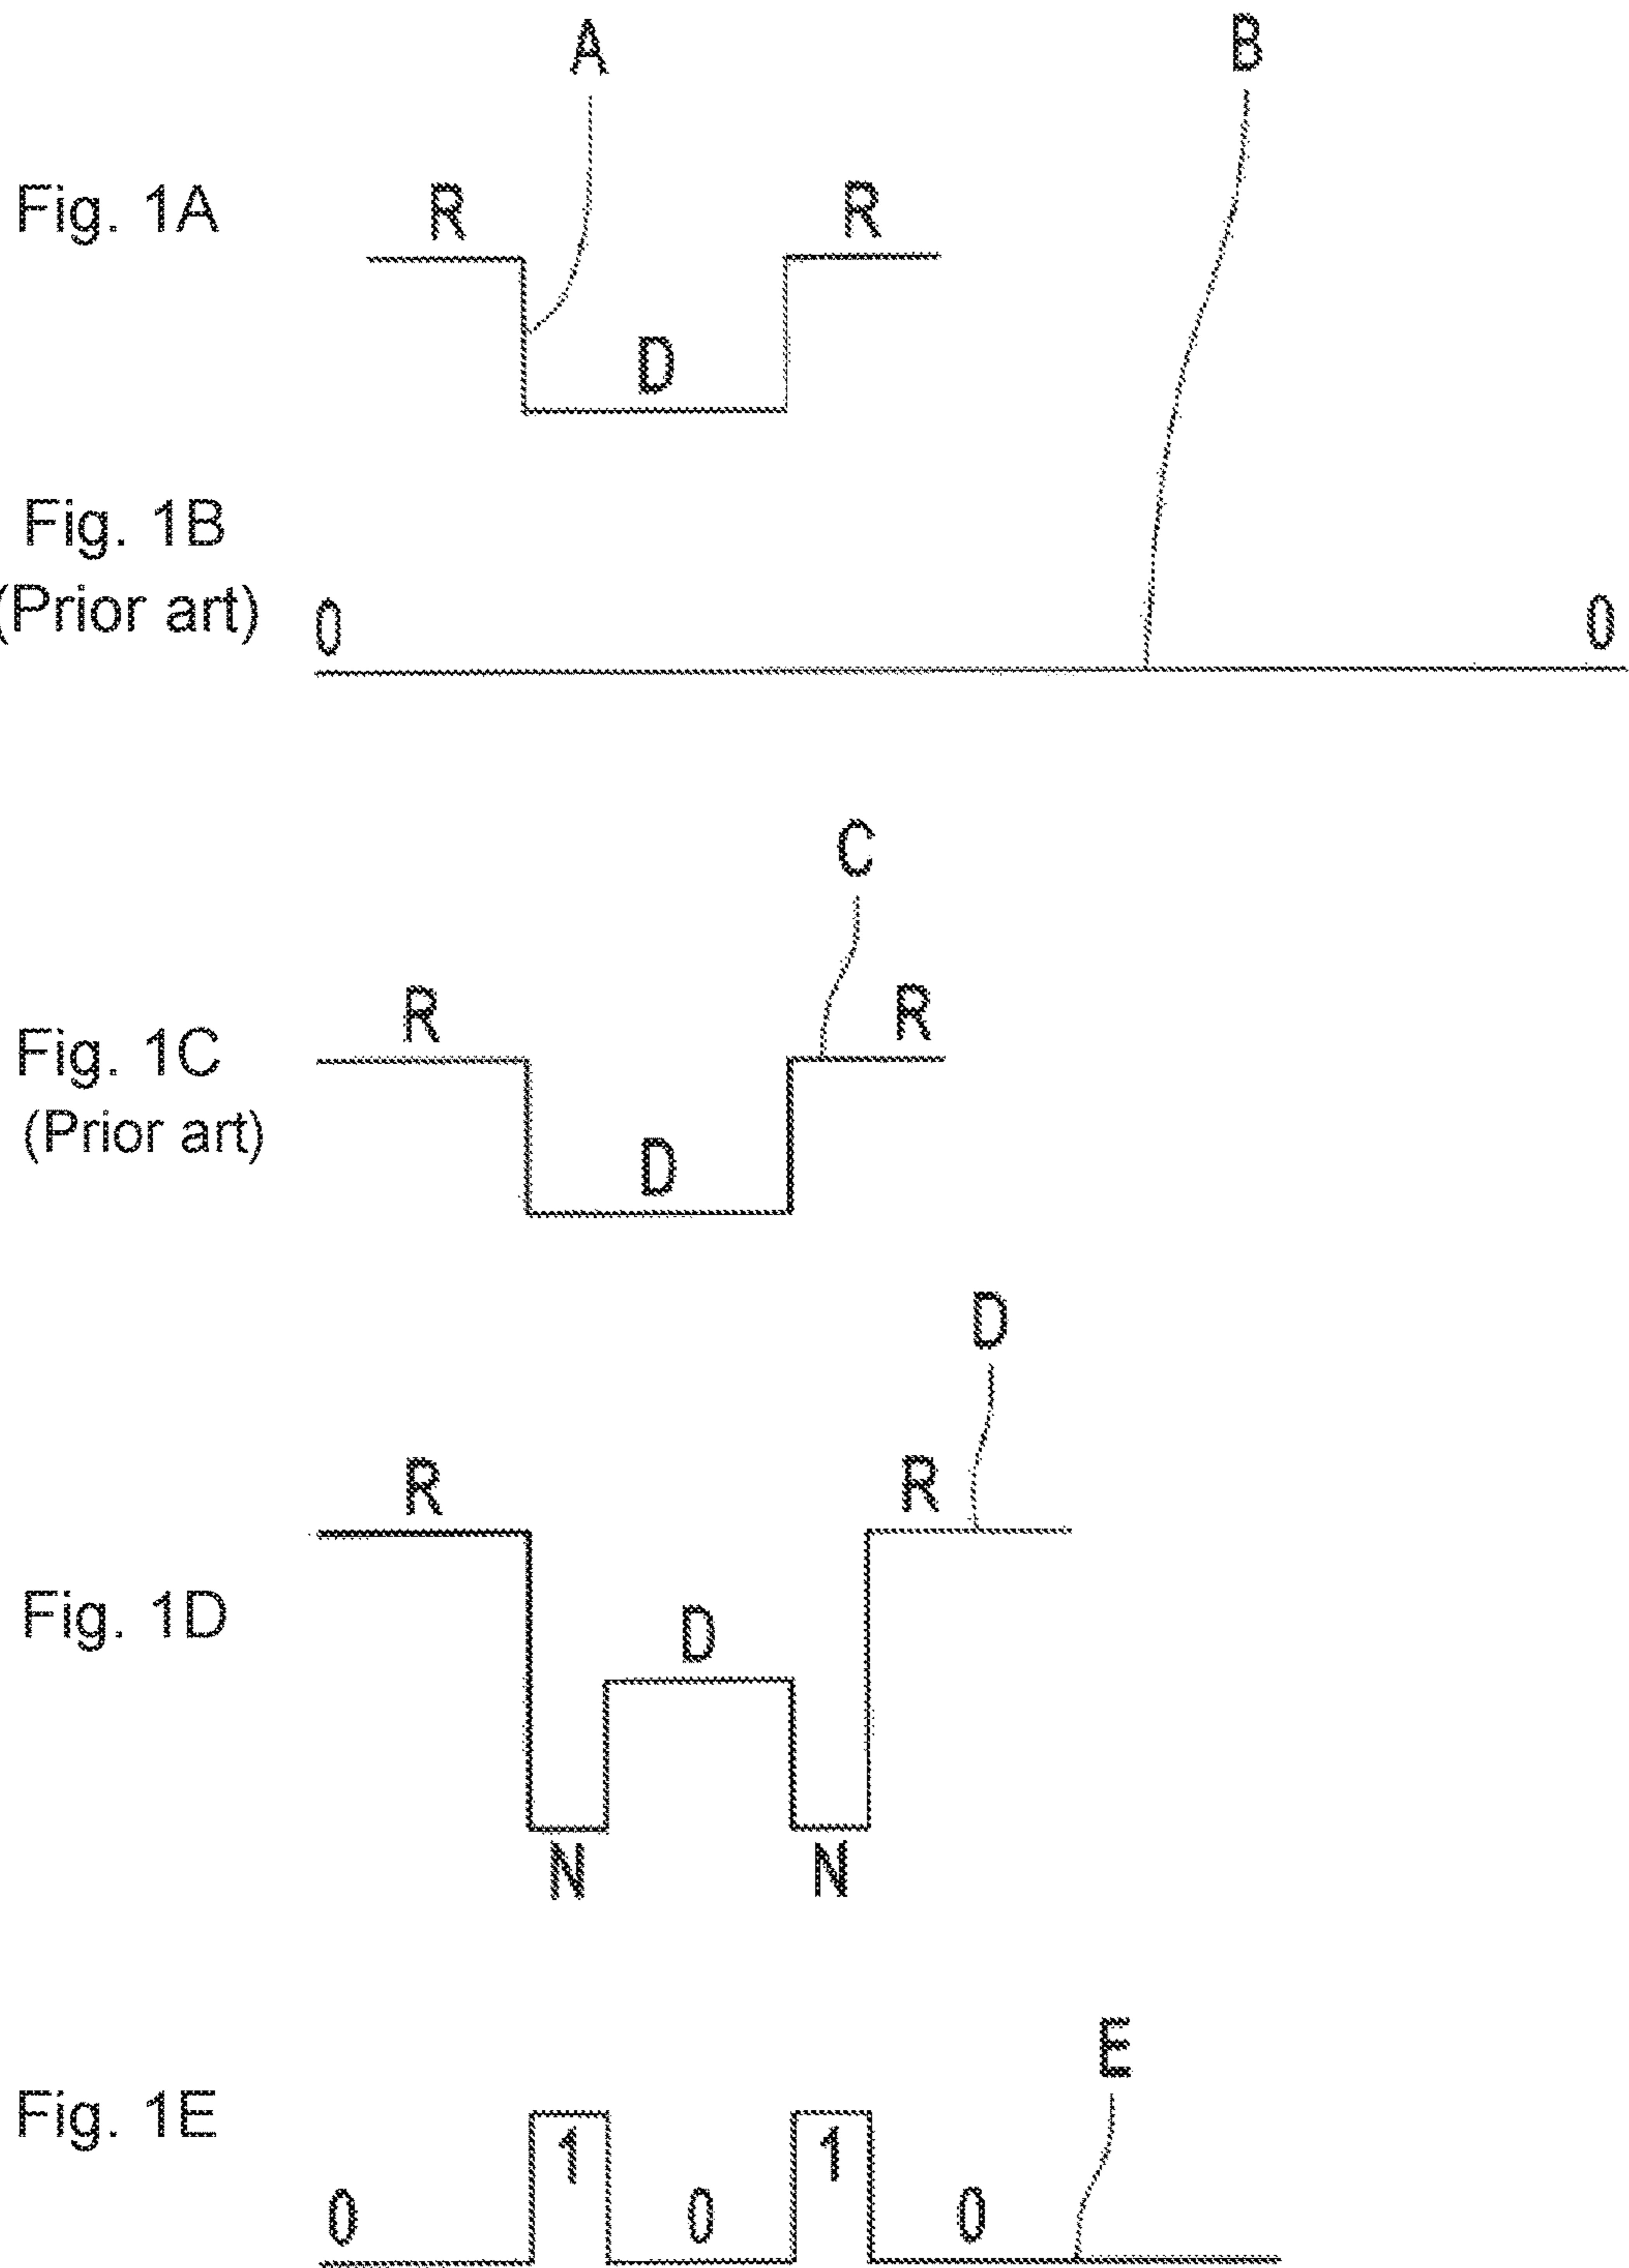 A B
Fig. 1A R R
D
Fig. 1B
(Prior art) 0 0
C
Fig. 1C R R
(Prior art) D
D
R R
Fig. 1D D
N N
E
Fig. 1E 1 1
0 0 0